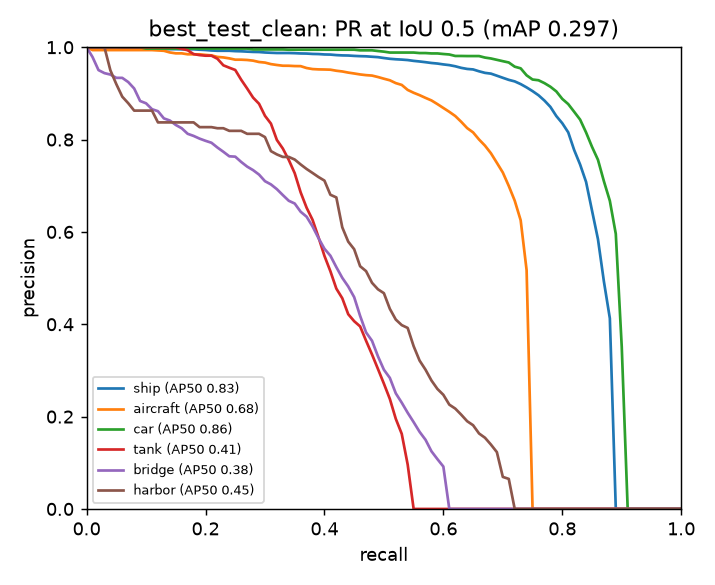 best_test_clean: PR at IoU 0.5 (mAP 0.297)
1.0
0.8
0.6
0.4
0.2
0.0
precision
ship (AP50 0.83)
aircraft (AP50 0.68)
car (AP50 0.86)
tank (AP50 0.41)
bridge (AP50 0.38)
harbor (AP50 0.45)
0.0 0.2 0.4 0.6 0.8 1.0
recall